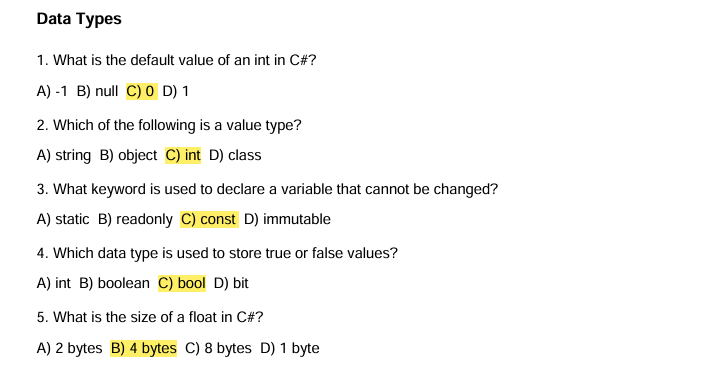 Data Types
1. What is the default value of an int in C#?
A) -1 B) null C) 0 D) 1
2. Which of the following is a value type?
A) string B) object C) int D) class
3. What keyword is used to declare a variable that cannot be changed?
A) static B) readonly C) const D) immutable
4. Which data type is used to store true or false values?
A) int B) boolean C) bool D) bit
5. What is the size of a float in C#?
A) 2 bytes B) 4 bytes C) 8 bytes D) 1 byte